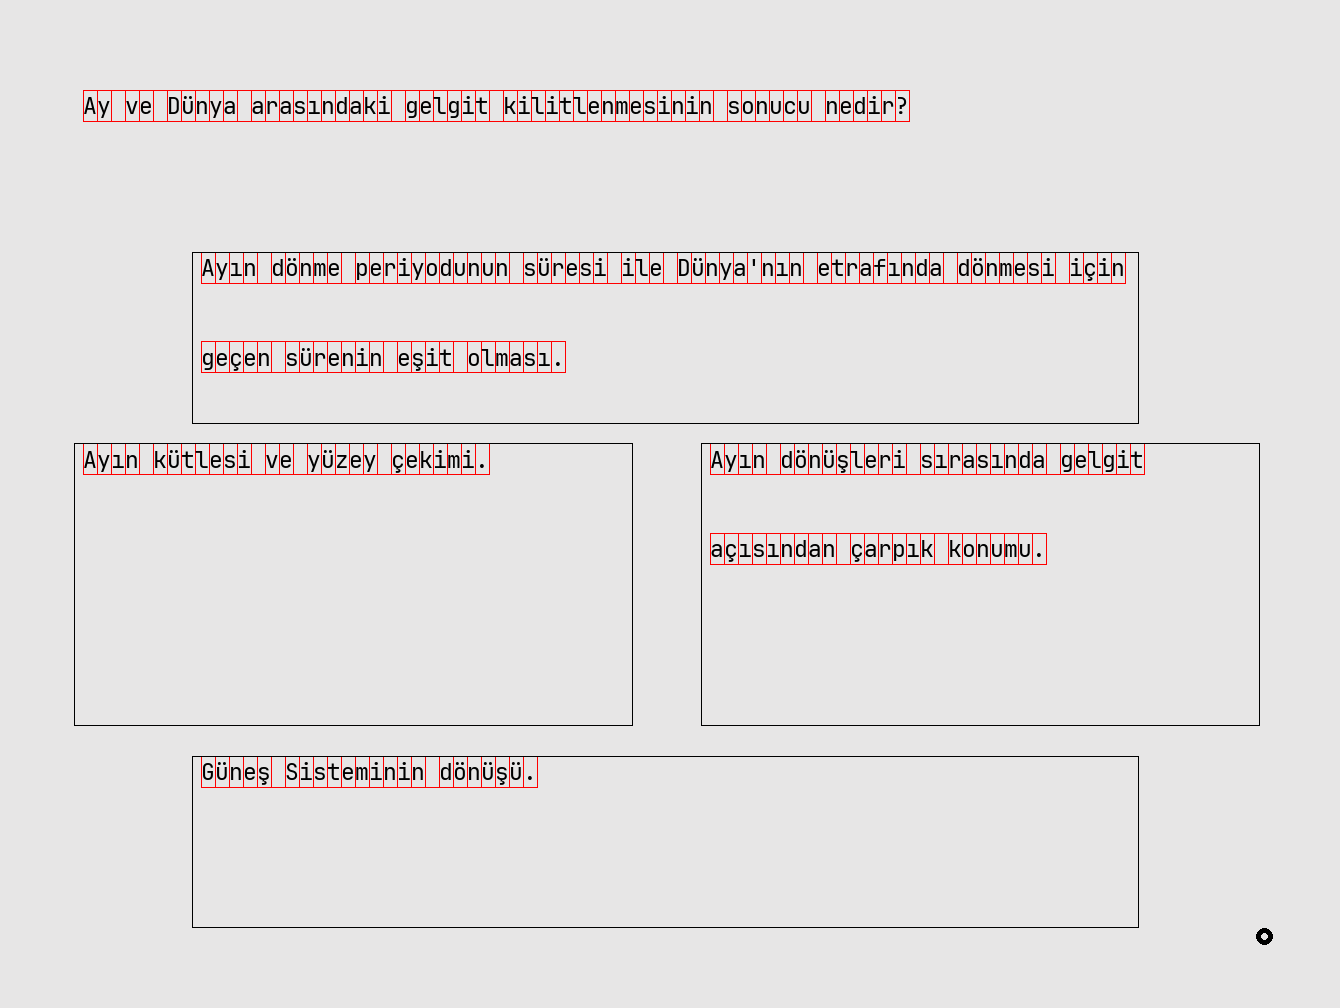 Ay ve Dünya arasındaki gelgit kilitlenmesinin sonucu nedir?
Ayın dönme periyodunun süresi ile Dünya'nın etrafında dönmesi için
geçen sürenin eşit olması.
Ayın kütlesi ve yüzey çekimi.
Ayın dönüşleri sırasında gelgit
açısından çarpık konumu.
Güneş Sisteminin dönüşü.